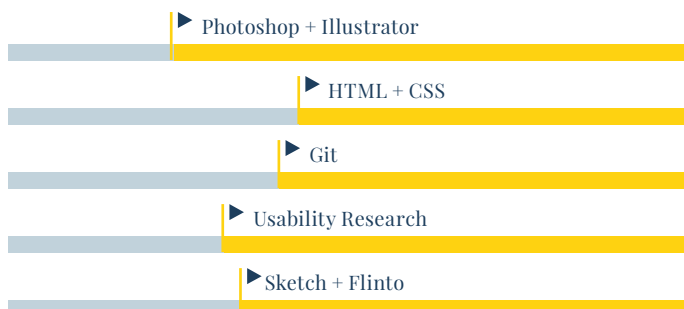 Photoshop + Illustrator
HTML + CSS
Git
Usability Research
Sketch + Flinto